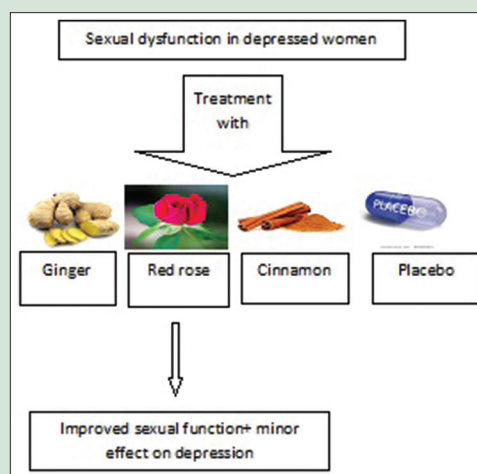 Sexual dysfunction in depressed women
Treatment
with
PLACEBO
Ginger
Red rose
Cinnamon
Placebo
Improved sexual function+ minor
effect on depression